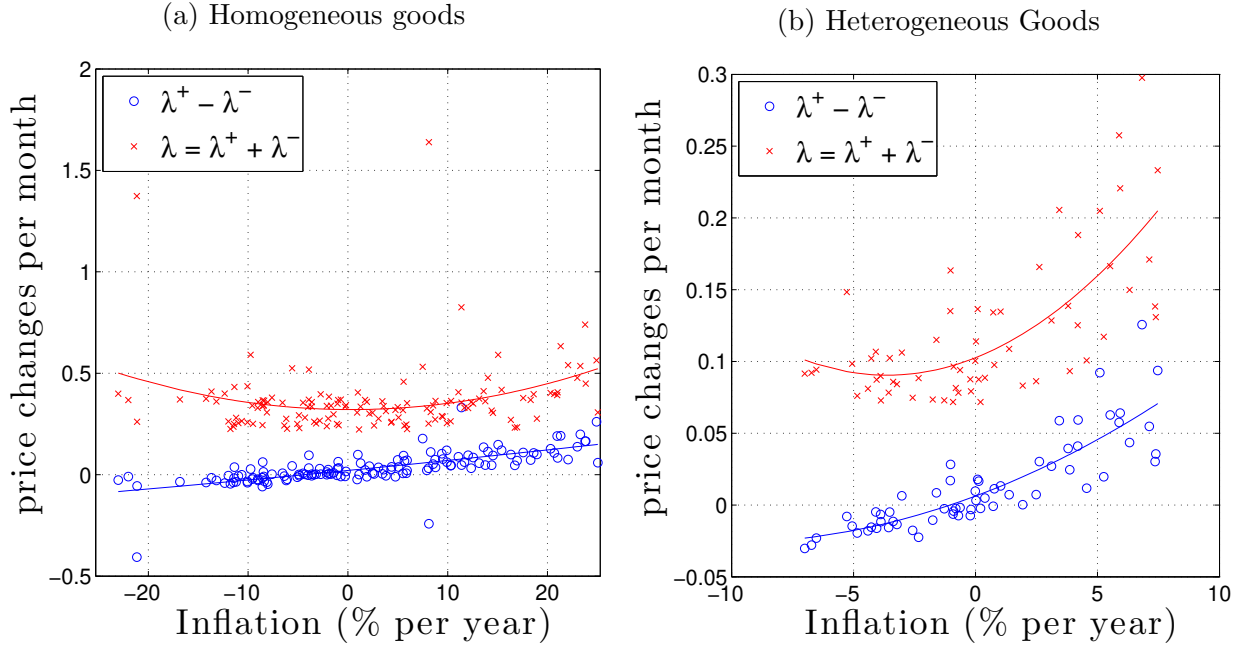 (a) Homogeneous goods
2
1.5
1
0.5
0
−0.5
−20
−10
0
10
20
price changes per month
Inflation (% per year)
λ⁺ − λ⁻
λ = λ⁺ + λ⁻
(b) Heterogeneous Goods
0.3
0.25
0.2
0.15
0.1
0.05
0
−0.05
−10
−5
0
5
10
price changes per month
Inflation (% per year)
λ⁺ − λ⁻
λ = λ⁺ + λ⁻